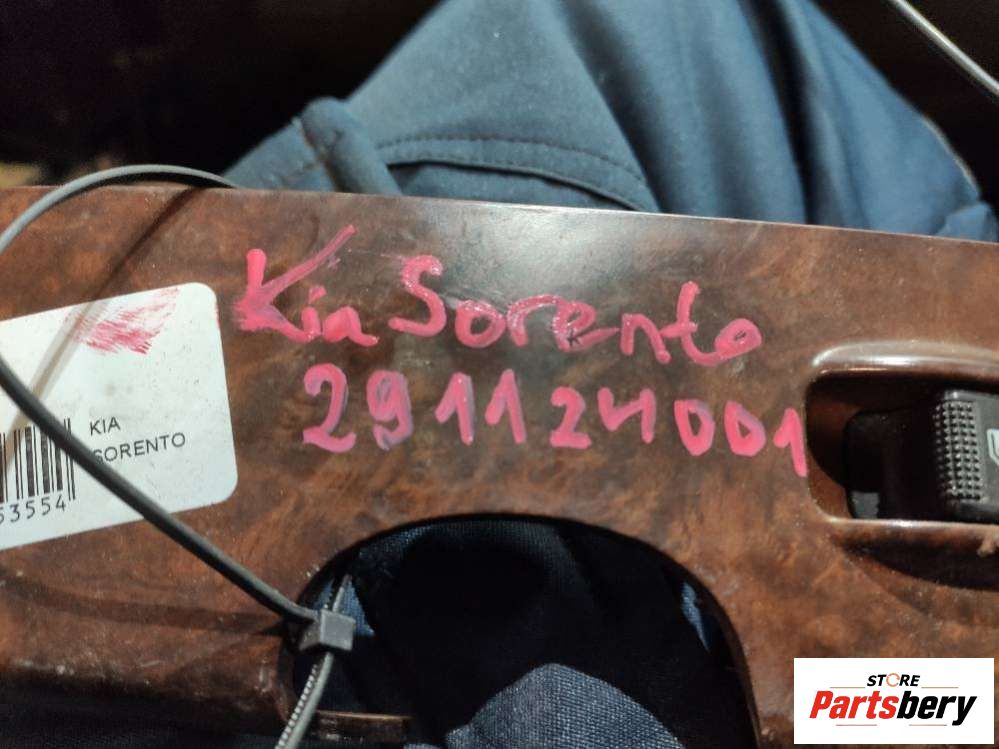 Kia Sorento
291124001
KIA
SORENTO
53554
STORE
Partsbery